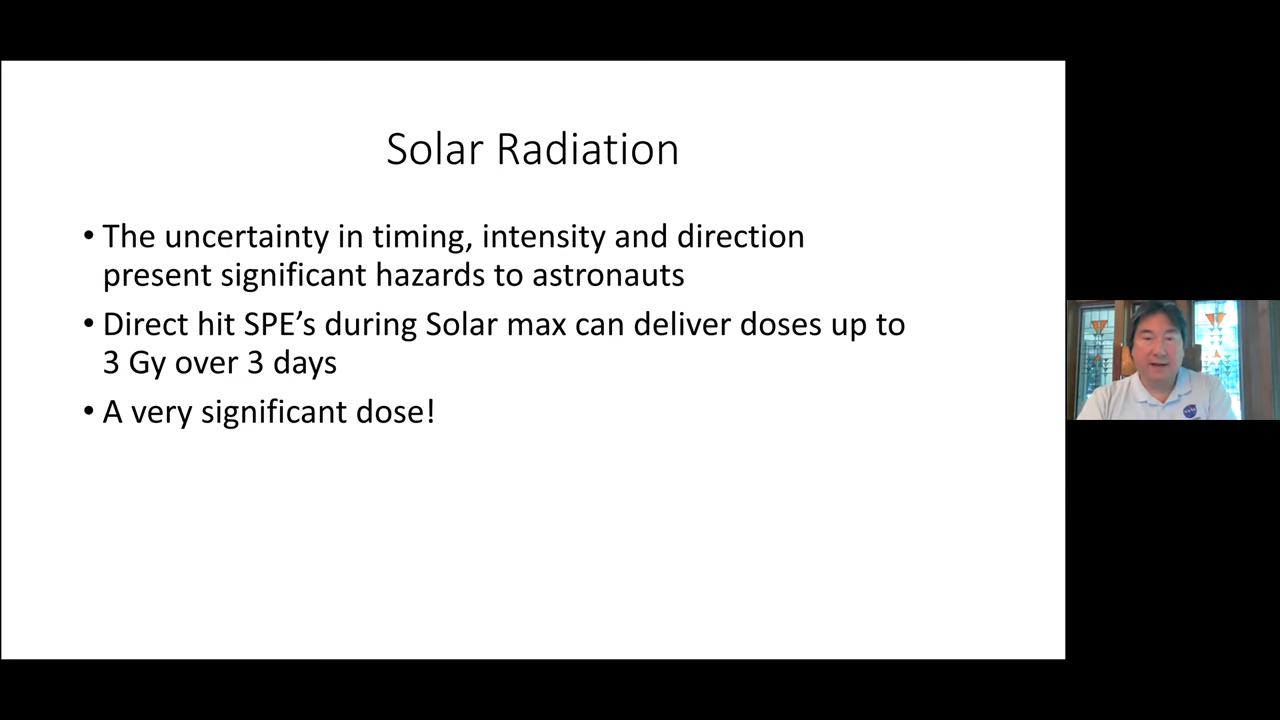 Solar Radiation
• The uncertainty in timing, intensity and direction
present significant hazards to astronauts
• Direct hit SPE’s during Solar max can deliver doses up to
3 Gy over 3 days
• A very significant dose!